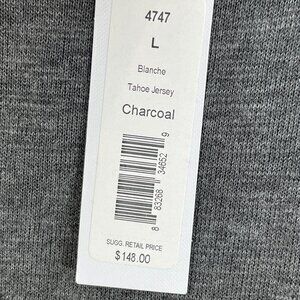 4747
L
Blanche
Tahoe Jersey
Charcoal
8 83268 34652 9
SUGG. RETAIL PRICE
$148.00